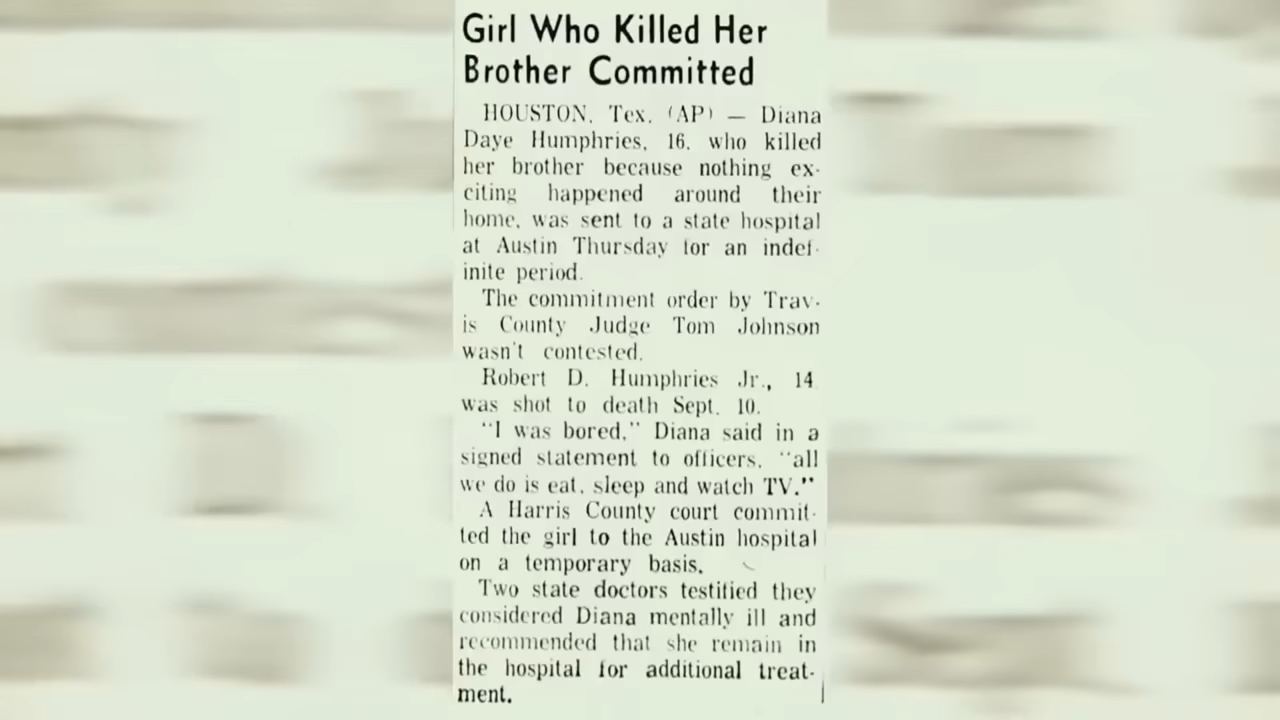 Girl Who Killed Her
Brother Committed
HOUSTON, Tex. (AP) — Diana
Daye Humphries, 16, who killed
her brother because nothing ex-
citing happened around their
home, was sent to a state hospital
at Austin Thursday for an indef-
inite period.
The commitment order by Trav-
is County Judge Tom Johnson
wasn't contested.
Robert D. Humphries Jr., 14
was shot to death Sept. 10.
"I was bored," Diana said in a
signed statement to officers, "all
we do is eat, sleep and watch TV."
A Harris County court commit-
ted the girl to the Austin hospital
on a temporary basis.
Two state doctors testified they
considered Diana mentally ill and
recommended that she remain in
the hospital for additional treat-
ment.